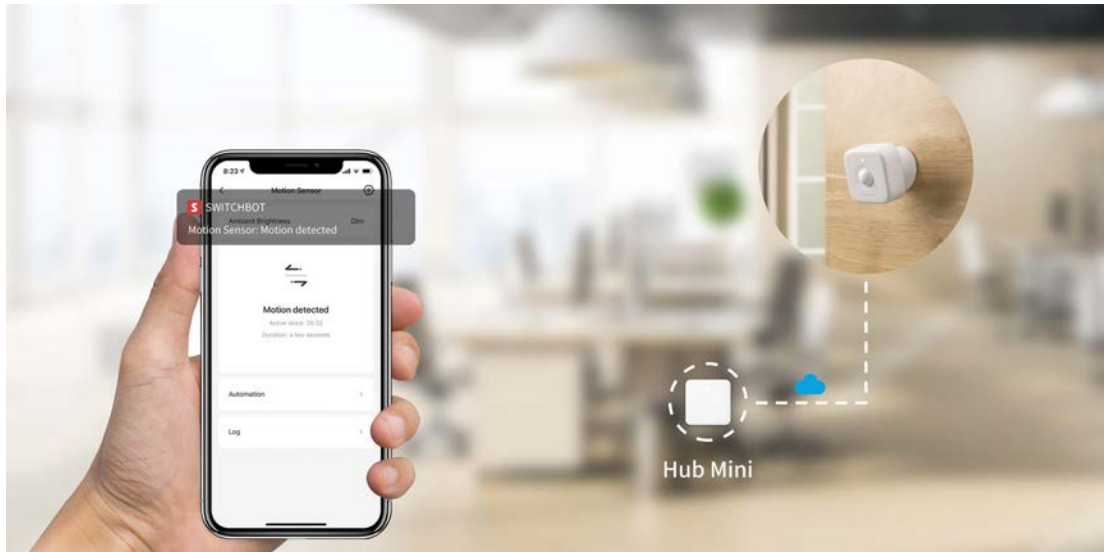 8:23
Motion Sensor
S SWITCHBOT
Ambient Brightness Dim
Motion Sensor: Motion detected
Motion detected
Active since: 20:22
Duration: a few seconds
Automation
Log
Hub Mini